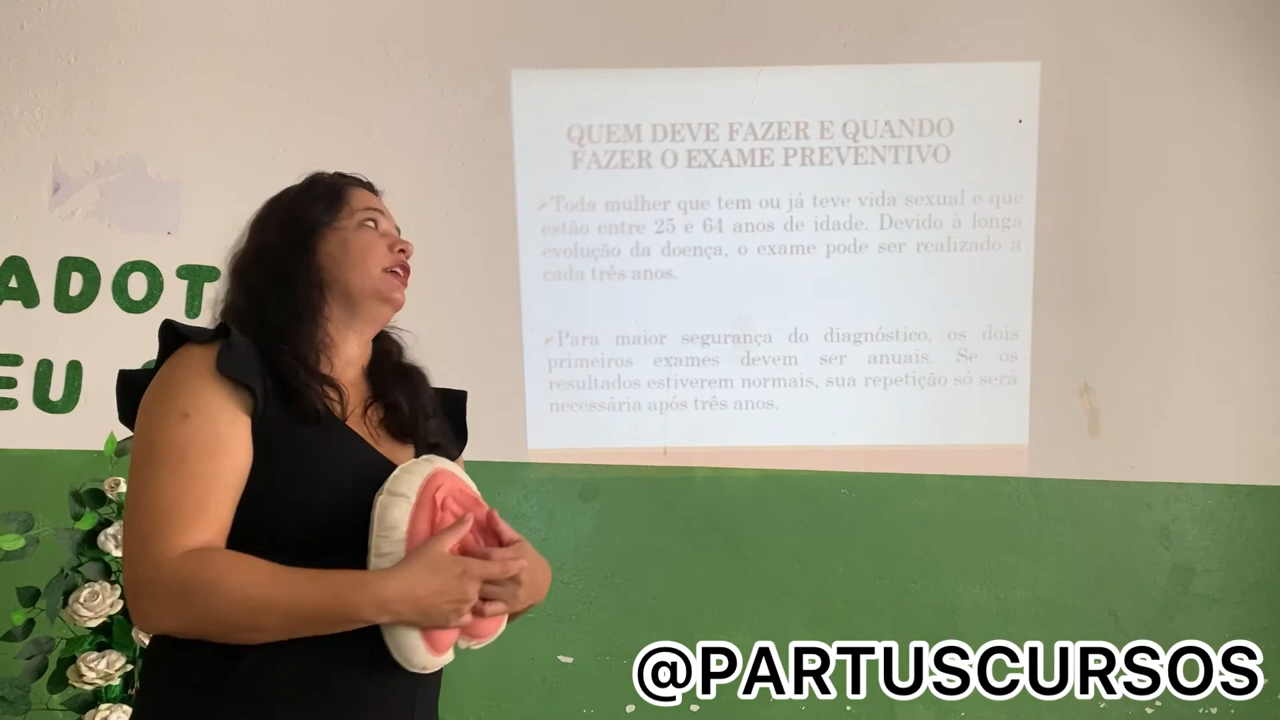 QUEM DEVE FAZER E QUANDO
FAZER O EXAME PREVENTIVO
Toda mulher que tem ou já teve vida sexual e que
estão entre 25 e 64 anos de idade. Devido à longa
evolução da doença, o exame pode ser realizado a
cada três anos.
Para maior segurança do diagnóstico, os dois
primeiros exames devem ser anuais. Se os
resultados estiverem normais, sua repetição só será
necessária após três anos.
ADOT
EU
@PARTUSCURSOS